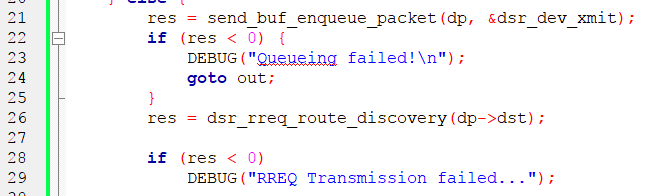 20 } else {
21 res = send_buf_enqueue_packet(dp, &dsr_dev_xmit);
22 if (res < 0) {
23 DEBUG("Queueing failed!\n");
24 goto out;
25 }
26 res = dsr_rreq_route_discovery(dp->dst);
27
28 if (res < 0)
29 DEBUG("RREQ Transmission failed...");